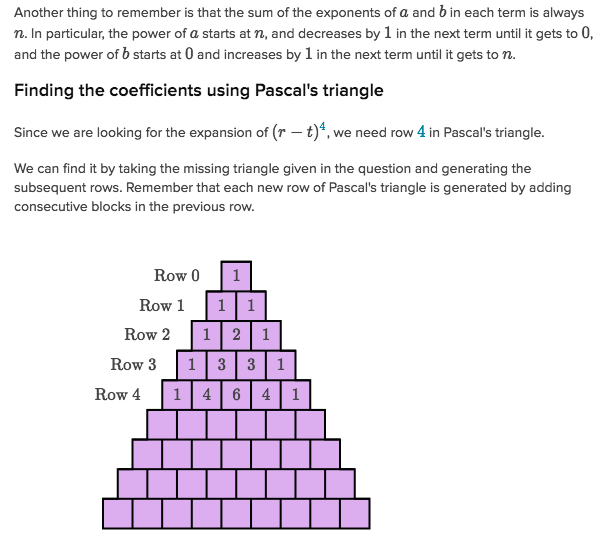 Another thing to remember is that the sum of the exponents of a and b in each term is always
n. In particular, the power of a starts at n, and decreases by 1 in the next term until it gets to 0,
and the power of b starts at 0 and increases by 1 in the next term until it gets to n.
Finding the coefficients using Pascal's triangle
Since we are looking for the expansion of (r − t)⁴, we need row 4 in Pascal's triangle.
We can find it by taking the missing triangle given in the question and generating the
subsequent rows. Remember that each new row of Pascal's triangle is generated by adding
consecutive blocks in the previous row.
Row 0 1
Row 1 1 1
Row 2 1 2 1
Row 3 1 3 3 1
Row 4 1 4 6 4 1